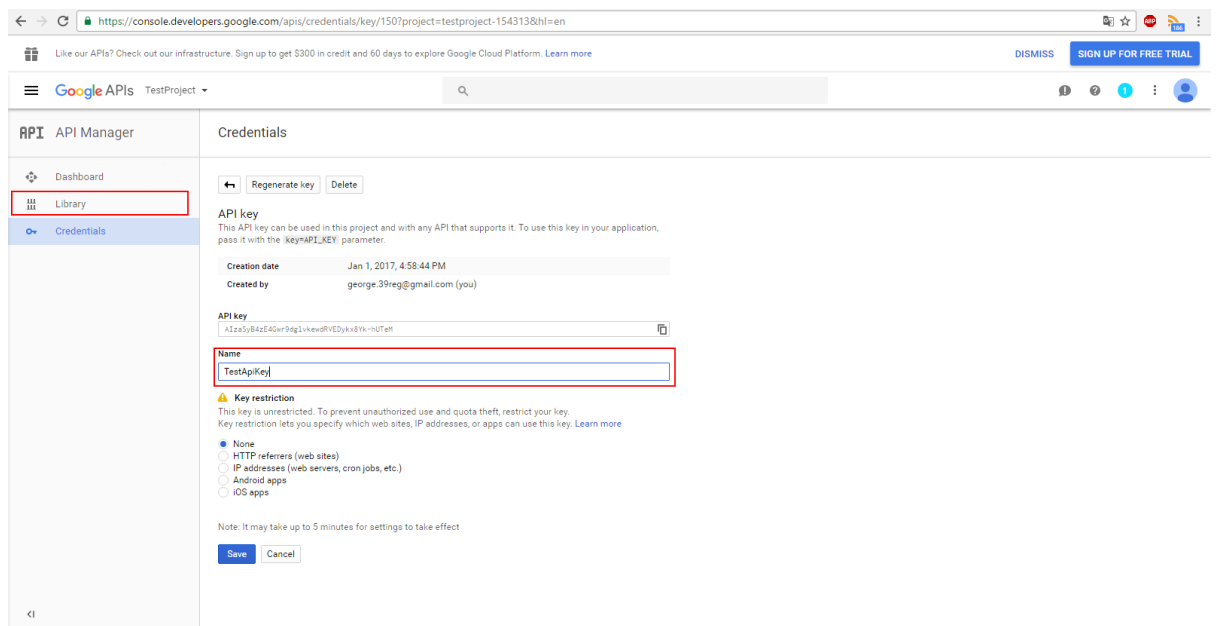 https://console.developers.google.com/apis/credentials/key/150?project=testproject-154313&hl=en
ABP
186
Like our APIs? Check out our infrastructure. Sign up to get $300 in credit and 60 days to explore Google Cloud Platform. Learn more
DISMISS
SIGN UP FOR FREE TRIAL
Google APIs TestProject
1
API API Manager
Credentials
Dashboard
Library
Credentials
Regenerate key
Delete
API key
This API key can be used in this project and with any API that supports it. To use this key in your application,
pass it with the key=API_KEY parameter.
Creation date Jan 1, 2017, 4:58:44 PM
Created by george.39reg@gmail.com (you)
API key
Name
TestApiKey
Key restriction
This key is unrestricted. To prevent unauthorized use and quota theft, restrict your key.
Key restriction lets you specify which web sites, IP addresses, or apps can use this key. Learn more
None
HTTP referrers (web sites)
IP addresses (web servers, cron jobs, etc.)
Android apps
iOS apps
Note: It may take up to 5 minutes for settings to take effect
Save
Cancel